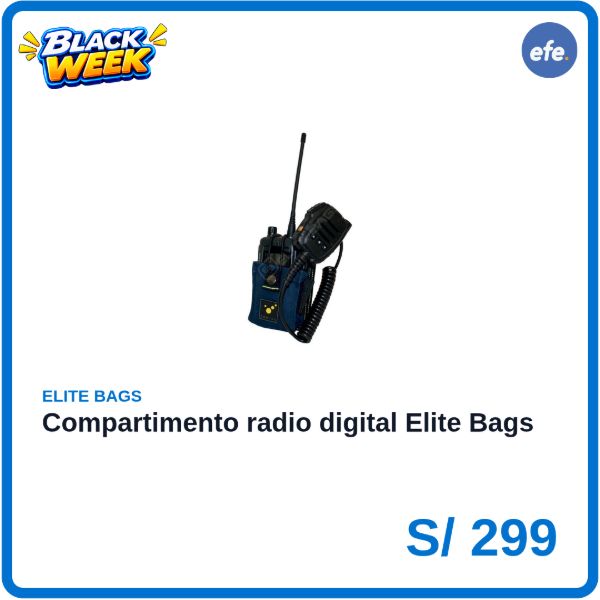 BLACK
WEEK
efe.
ELITE BAGS
Compartimento radio digital Elite Bags
S/ 299